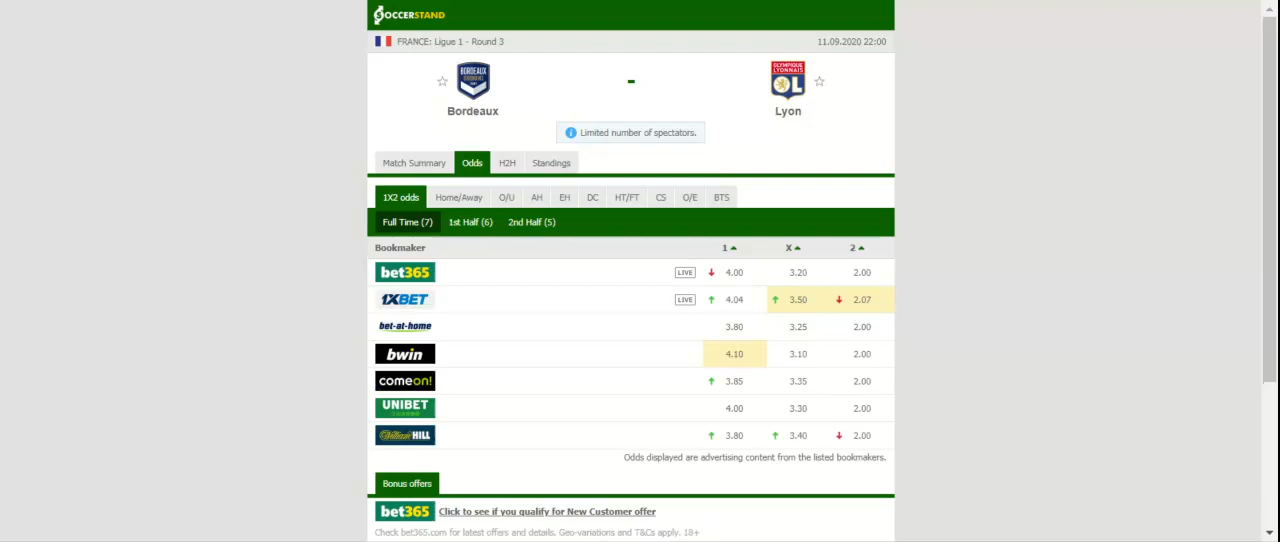 SOCCERSTAND
FRANCE: Ligue 1 - Round 3 11.09.2020 22:00
BORDEAUX OLYMPIQUE LYONNAIS
OL
-
Bordeaux Lyon
Limited number of spectators.
Match Summary Odds H2H Standings
1X2 odds Home/Away O/U AH EH DC HT/FT CS O/E BTS
Full Time (7) 1st Half (6) 2nd Half (5)
Bookmaker 1 X 2
bet365 LIVE 4.00 3.20 2.00
1XBET LIVE 4.04 3.50 2.07
bet-at-home 3.80 3.25 2.00
bwin 4.10 3.10 2.00
comeon! 3.85 3.35 2.00
UNIBET 4.00 3.30 2.00
William HILL 3.80 3.40 2.00
Odds displayed are advertising content from the listed bookmakers.
Bonus offers
bet365 Click to see if you qualify for New Customer offer
Check bet365.com for latest offers and details. Geo-variations and T&Cs apply. 18+